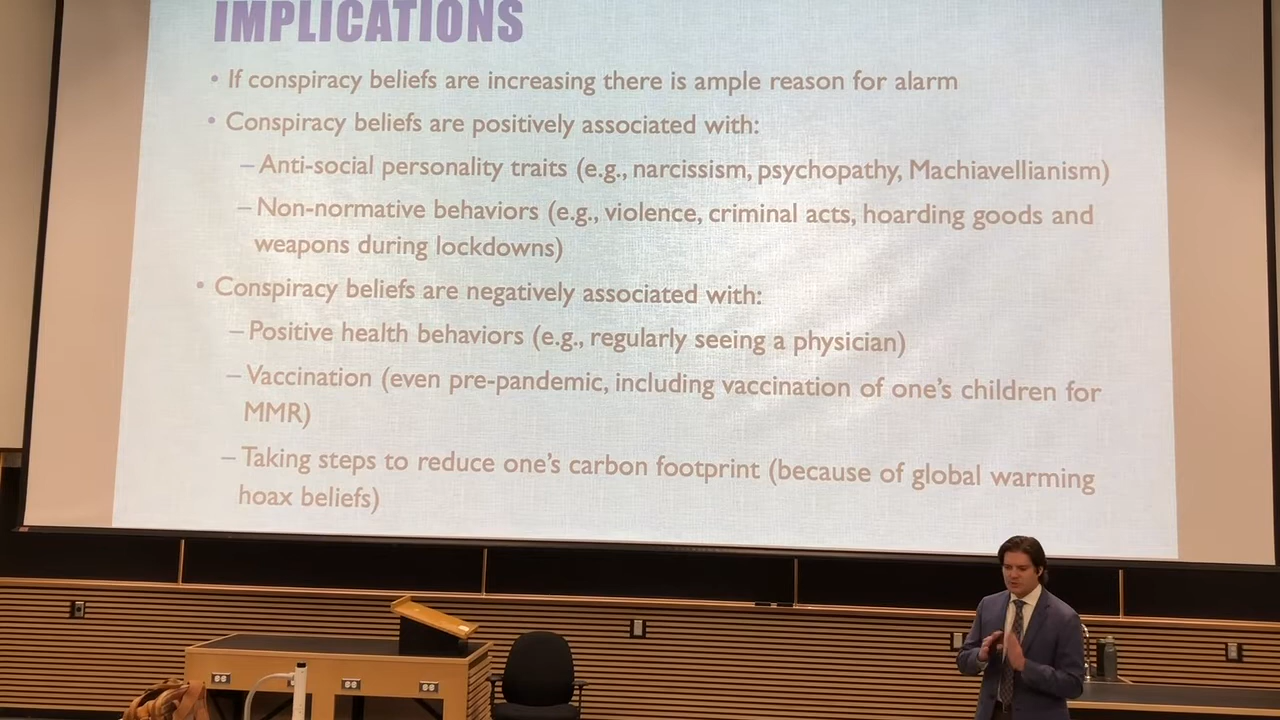 IMPLICATIONS
• If conspiracy beliefs are increasing there is ample reason for alarm
• Conspiracy beliefs are positively associated with:
– Anti-social personality traits (e.g., narcissism, psychopathy, Machiavellianism)
– Non-normative behaviors (e.g., violence, criminal acts, hoarding goods and
weapons during lockdowns)
• Conspiracy beliefs are negatively associated with:
– Positive health behaviors (e.g., regularly seeing a physician)
– Vaccination (even pre-pandemic, including vaccination of one's children for
MMR)
– Taking steps to reduce one's carbon footprint (because of global warming
hoax beliefs)